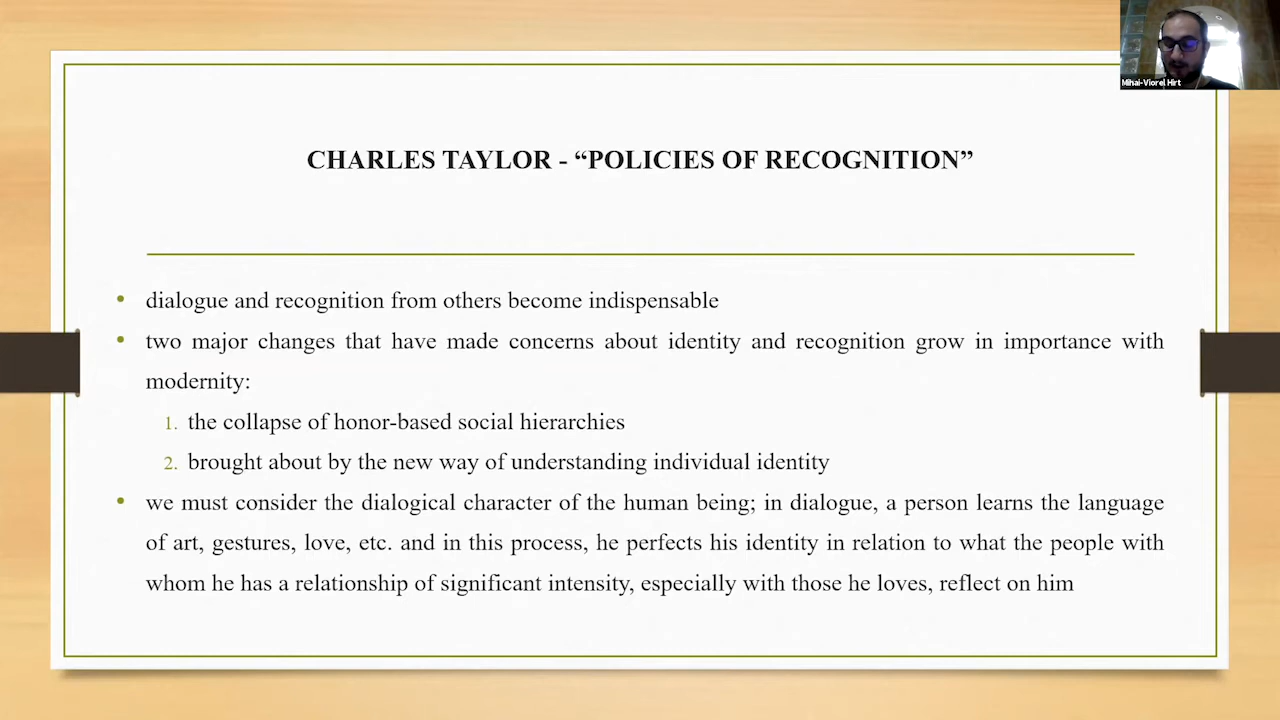 Mihai-Viorel Hirt
CHARLES TAYLOR - “POLICIES OF RECOGNITION”
• dialogue and recognition from others become indispensable
• two major changes that have made concerns about identity and recognition grow in importance with
modernity:
1. the collapse of honor-based social hierarchies
2. brought about by the new way of understanding individual identity
• we must consider the dialogical character of the human being; in dialogue, a person learns the language
of art, gestures, love, etc. and in this process, he perfects his identity in relation to what the people with
whom he has a relationship of significant intensity, especially with those he loves, reflect on him